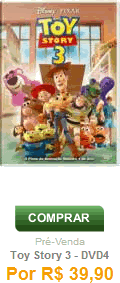 Disney · PIXAR
TOY
STORY
3
COMPRAR
Pré-Venda
Toy Story 3 - DVD4
Por R$ 39,90